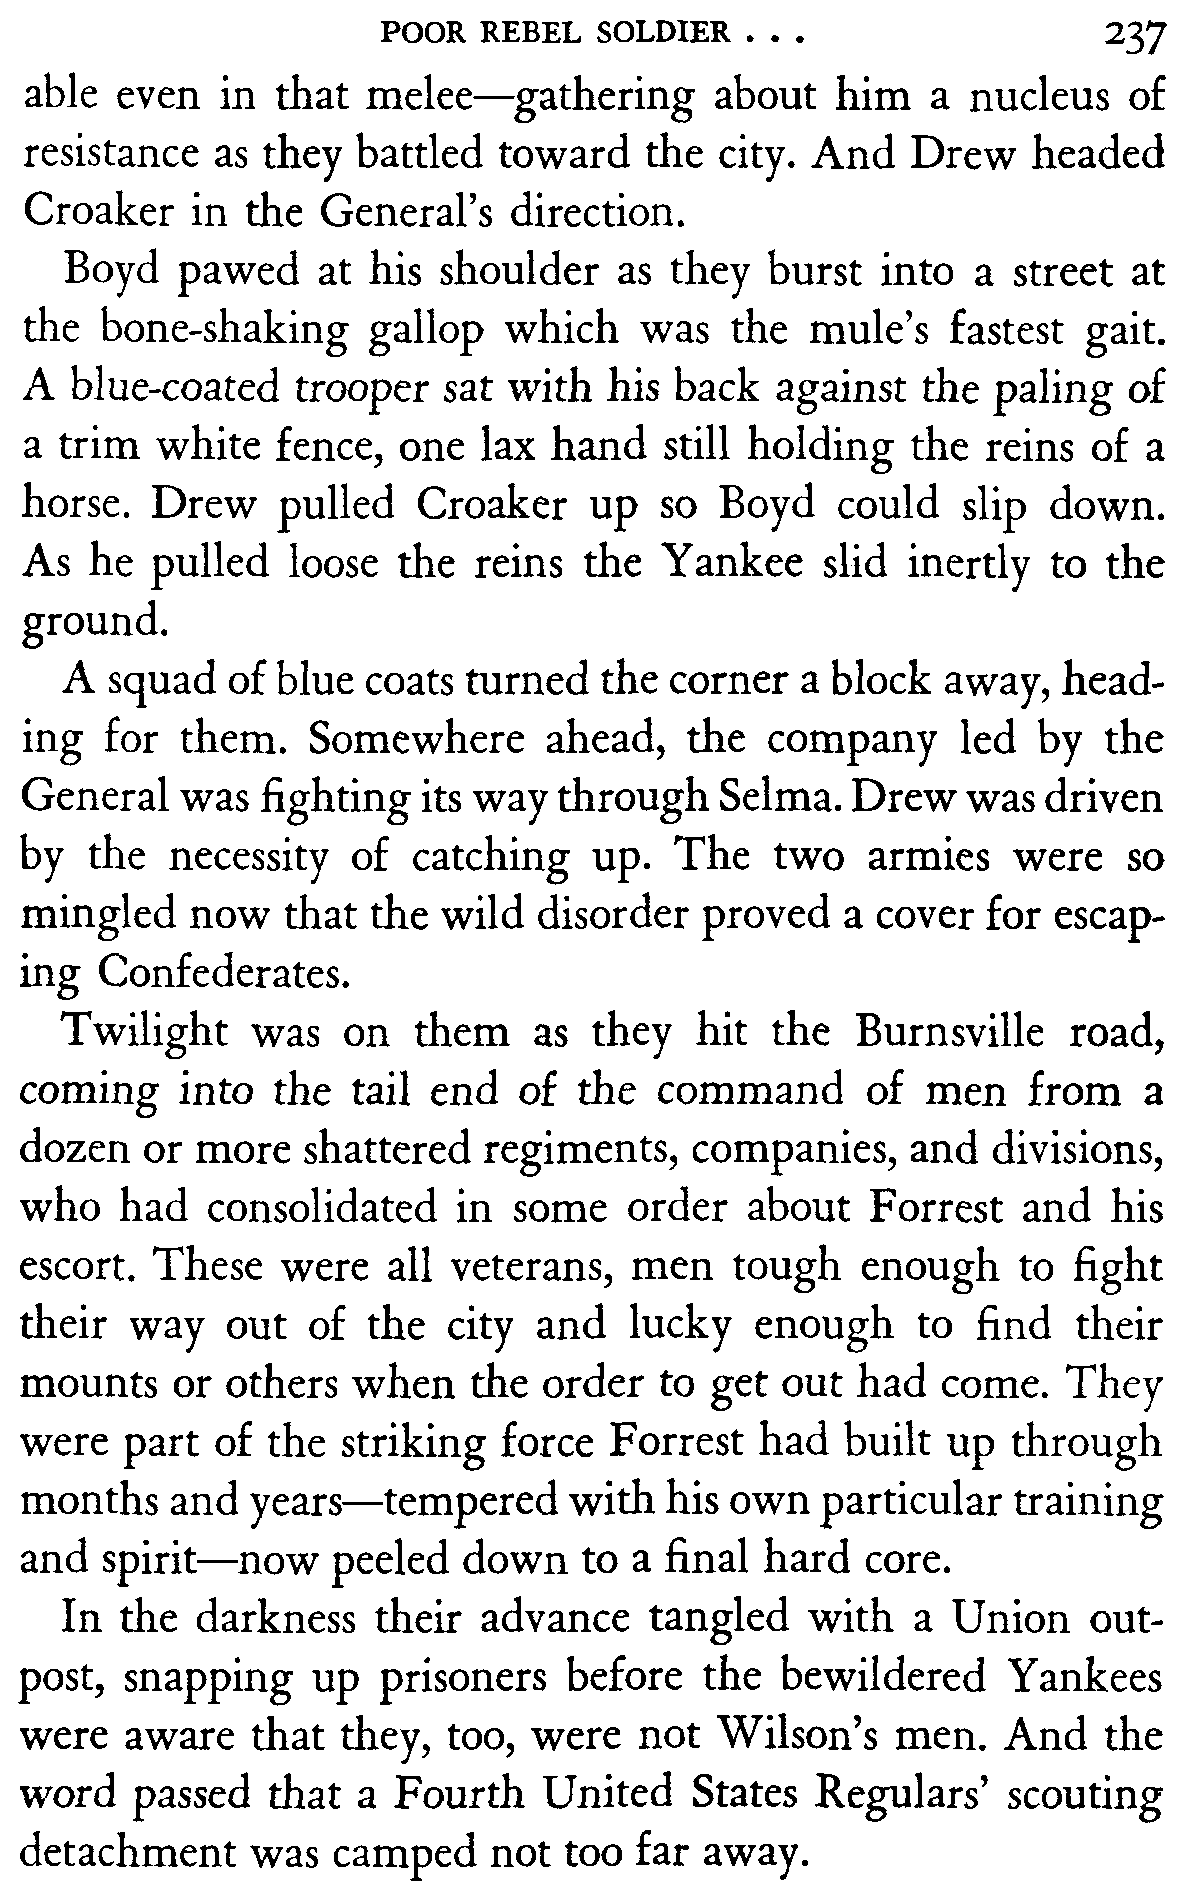 POOR REBEL SOLDIER . . . 237
able even in that melee—gathering about him a nucleus of
resistance as they battled toward the city. And Drew headed
Croaker in the General's direction.
Boyd pawed at his shoulder as they burst into a street at
the bone-shaking gallop which was the mule's fastest gait.
A blue-coated trooper sat with his back against the paling of
a trim white fence, one lax hand still holding the reins of a
horse. Drew pulled Croaker up so Boyd could slip down.
As he pulled loose the reins the Yankee slid inertly to the
ground.
A squad of blue coats turned the corner a block away, head-
ing for them. Somewhere ahead, the company led by the
General was fighting its way through Selma. Drew was driven
by the necessity of catching up. The two armies were so
mingled now that the wild disorder proved a cover for escap-
ing Confederates.
Twilight was on them as they hit the Burnsville road,
coming into the tail end of the command of men from a
dozen or more shattered regiments, companies, and divisions,
who had consolidated in some order about Forrest and his
escort. These were all veterans, men tough enough to fight
their way out of the city and lucky enough to find their
mounts or others when the order to get out had come. They
were part of the striking force Forrest had built up through
months and years—tempered with his own particular training
and spirit—now peeled down to a final hard core.
In the darkness their advance tangled with a Union out-
post, snapping up prisoners before the bewildered Yankees
were aware that they, too, were not Wilson's men. And the
word passed that a Fourth United States Regulars' scouting
detachment was camped not too far away.